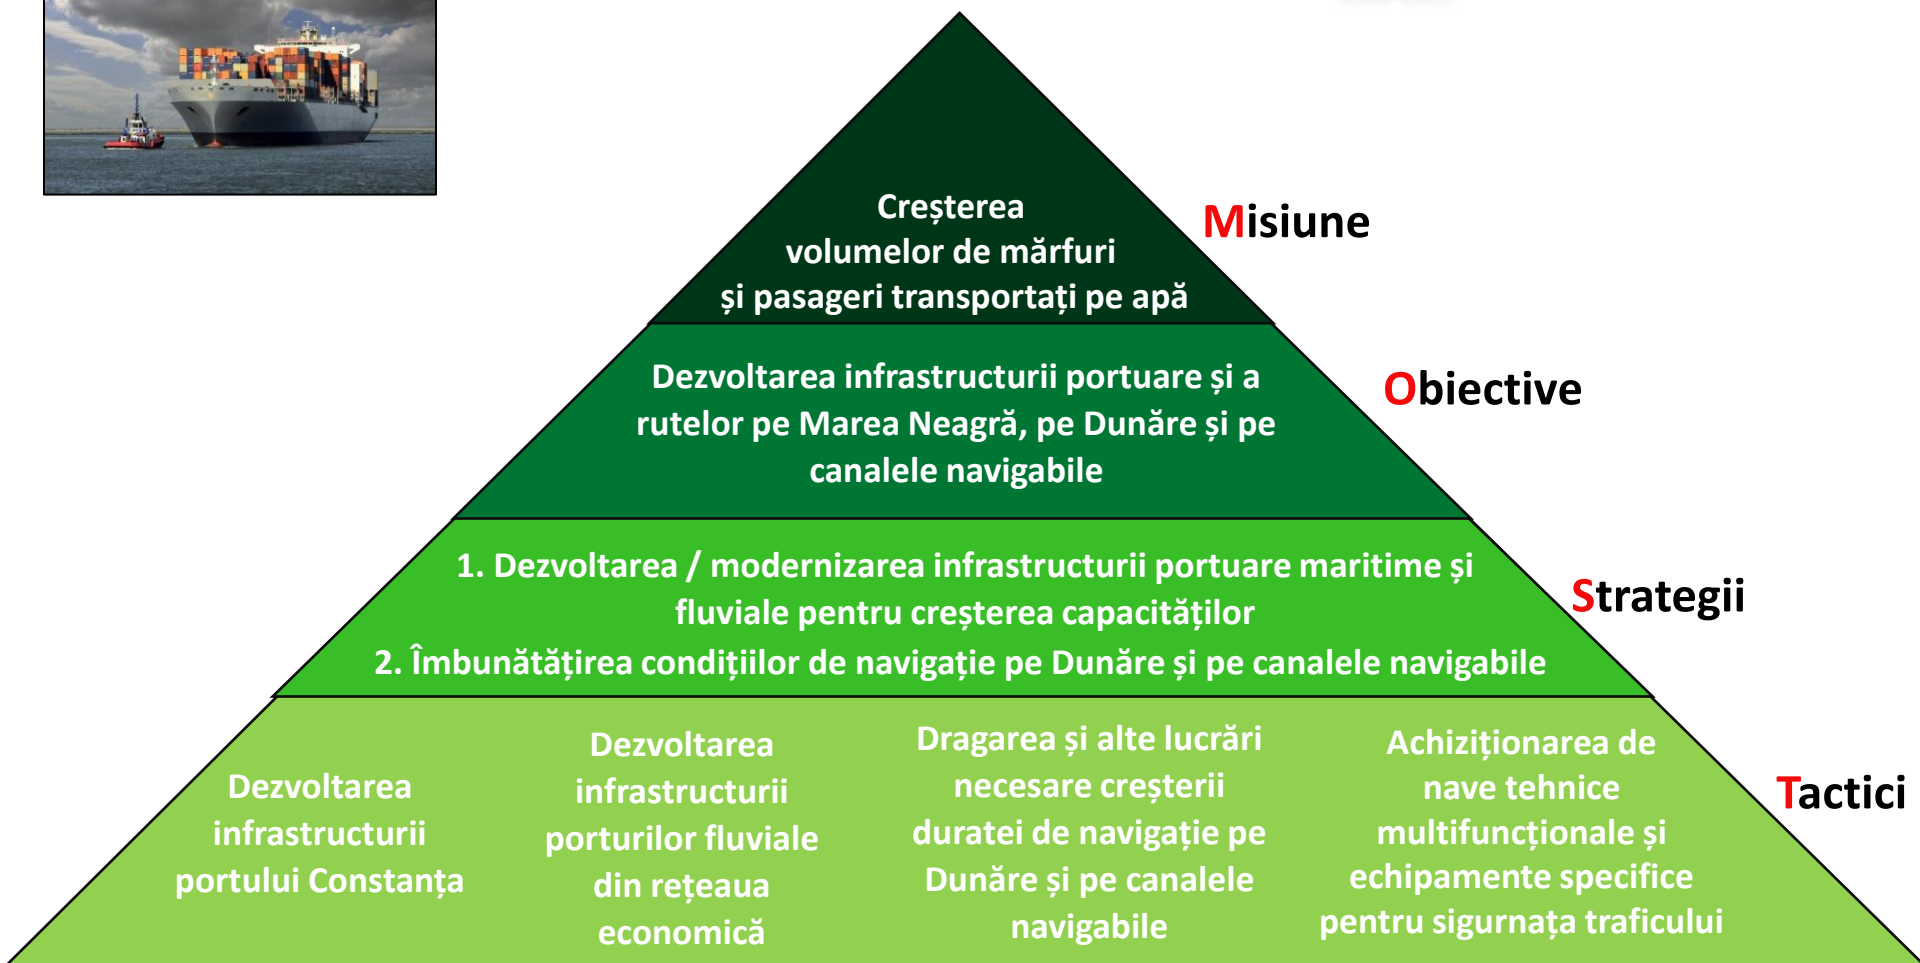 Creșterea
volumelor de mărfuri
și pasageri transportați pe apă
Misiune
Dezvoltarea infrastructurii portuare și a
rutelor pe Marea Neagră, pe Dunăre și pe
canalele navigabile
Obiective
1. Dezvoltarea / modernizarea infrastructurii portuare maritime și
fluviale pentru creșterea capacităților
2. Îmbunătățirea condițiilor de navigație pe Dunăre și pe canalele navigabile
Strategii
Dezvoltarea
infrastructurii
portului Constanța
Dezvoltarea
infrastructurii
porturilor fluviale
din rețeaua
economică
Dragarea și alte lucrări
necesare creșterii
duratei de navigație pe
Dunăre și pe canalele
navigabile
Achiziționarea de
nave tehnice
multifuncționale și
echipamente specifice
pentru sigurnața traficului
Tactici